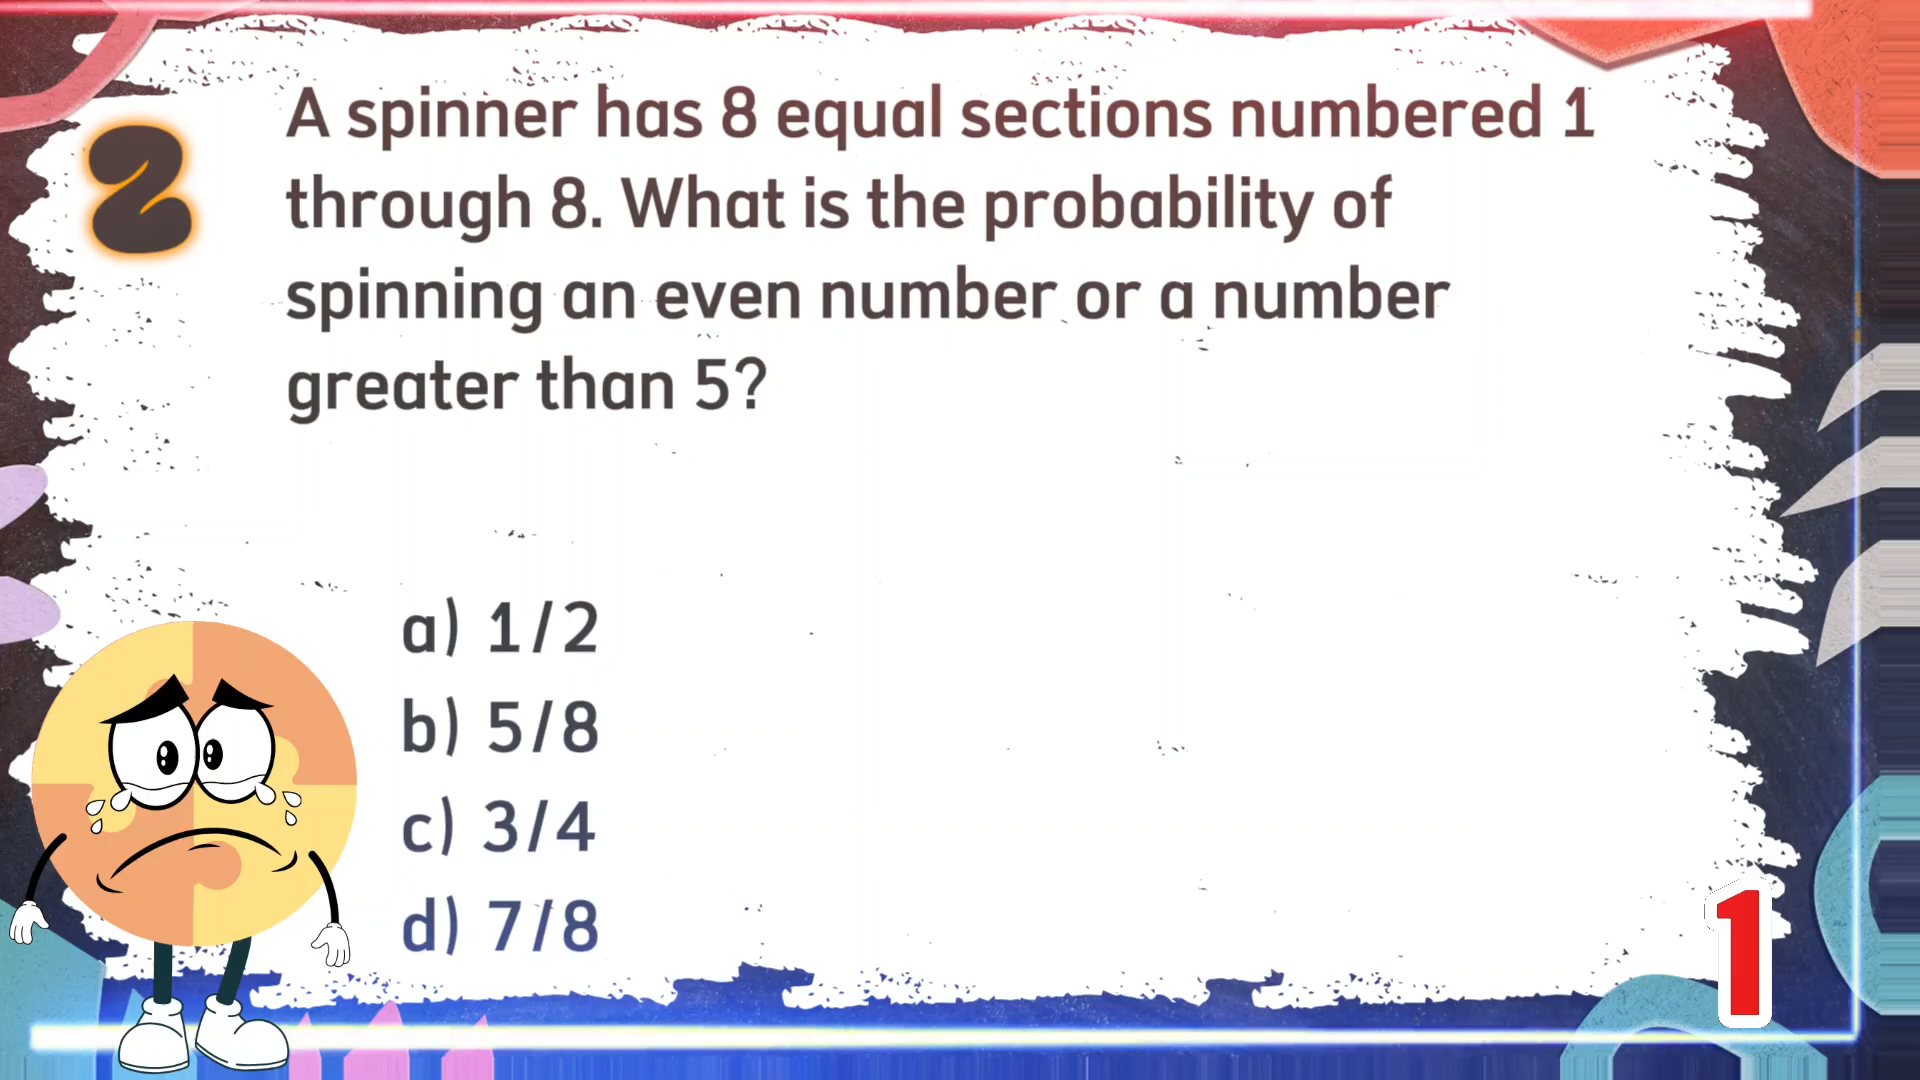 2
A spinner has 8 equal sections numbered 1
through 8. What is the probability of
spinning an even number or a number
greater than 5?
a) 1/2
b) 5/8
c) 3/4
d) 7/8
1